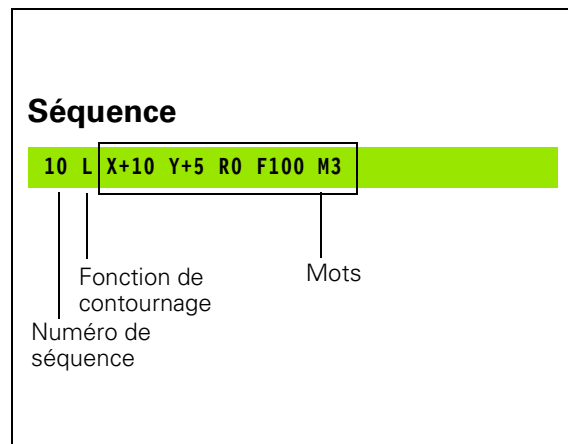 Séquence
10 L X+10 Y+5 R0 F100 M3
Fonction de
contournage
Mots
Numéro de
séquence